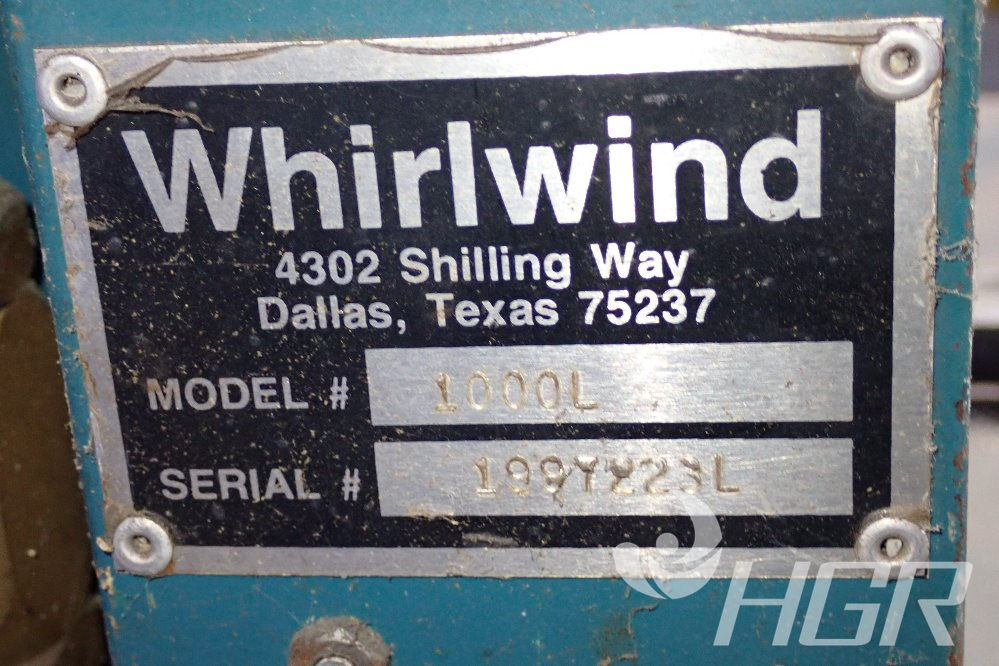 Whirlwind
4302 Shilling Way
Dallas, Texas 75237
MODEL # 1000L
SERIAL #
HGR